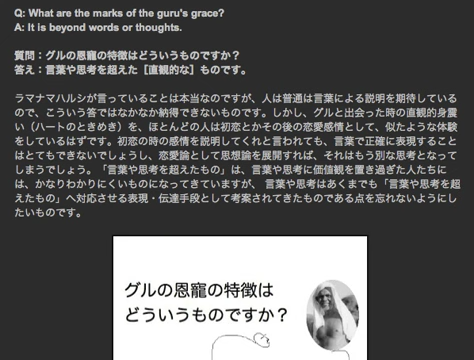 Q: What are the marks of the guru's grace?
A: It is beyond words or thoughts.
質問：グルの恩寵の特徴はどういうものですか？
答え：言葉や思考を超えた［直観的な］ものです。
ラマナマハルシが言っていることは本当なのですが、人は普通は言葉による説明を期待している
ので、こういう答ではなかなか納得できないものです。しかし、グルと出会った時の直観的身震
い（ハートのときめき）を、ほとんどの人は初恋とかその後の恋愛感情として、似たような体験
をしているはずです。初恋の時の感情を説明してくれと言われても、言葉で正確に表現すること
はとてもできないでしょうし、恋愛論として思想論を展開すれば、それはもう別な思考となって
しまうでしょう。「言葉や思考を超えたもの」は、言葉や思考に価値観を置き過ぎた人たちに
は、かなりわかりにくいものになってきていますが、 言葉や思考はあくまでも「言葉や思考を超
えたもの」へ対応させる表現・伝達手段として考案されてきたものである点を忘れないようにし
たいものです。
グルの恩寵の特徴は
どういうものですか？